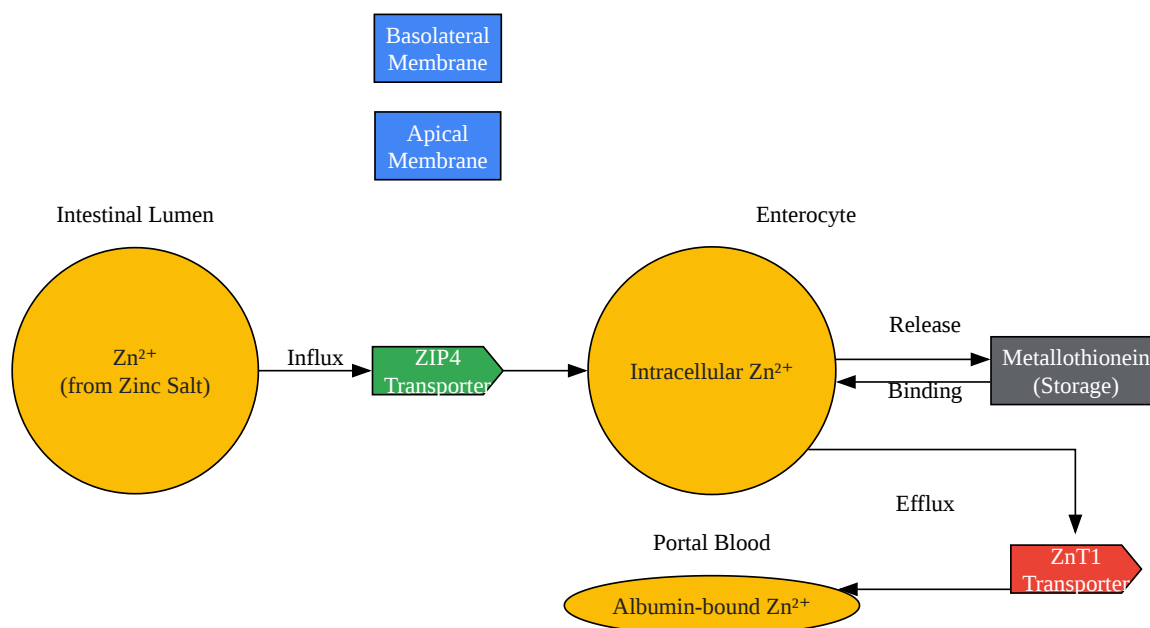 Basolateral
Membrane
Apical
Membrane
Intestinal Lumen
Enterocyte
Zn²⁺
(from Zinc Salt)
Influx
ZIP4
Transporter
Intracellular Zn²⁺
Release
Binding
Metallothionein
(Storage)
Efflux
ZnT1
Transporter
Portal Blood
Albumin-bound Zn²⁺